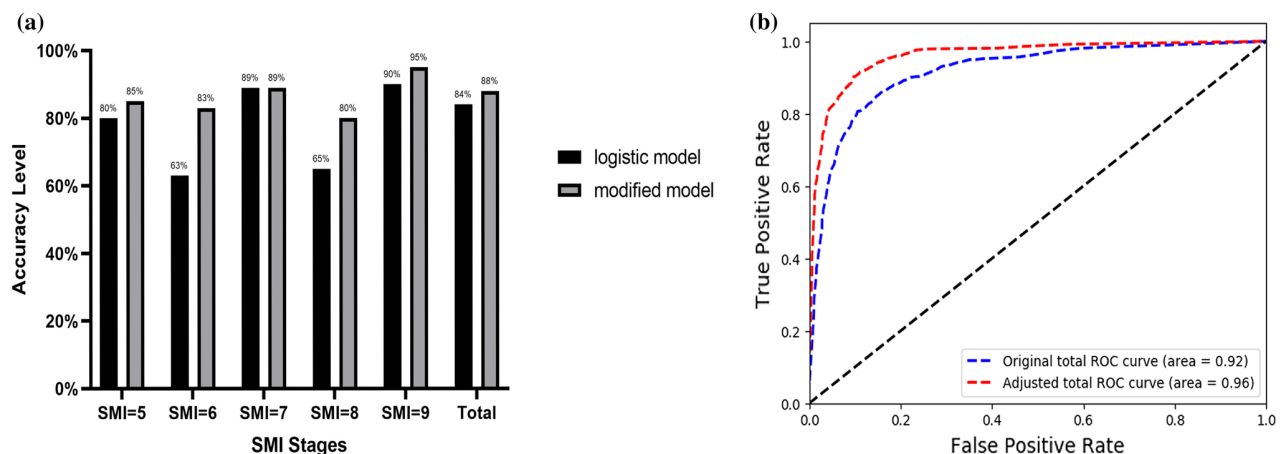 (a)
100%
80%
60%
40%
20%
0%
Accuracy Level
80%
85%
63%
83%
89%
89%
65%
80%
90%
95%
84%
88%
SMI=5
SMI=6
SMI=7
SMI=8
SMI=9
Total
SMI Stages
logistic model
modified model
(b)
1.0
0.8
0.6
0.4
0.2
0.0
True Positive Rate
Original total ROC curve (area = 0.92)
Adjusted total ROC curve (area = 0.96)
0.0
0.2
0.4
0.6
0.8
1.0
False Positive Rate